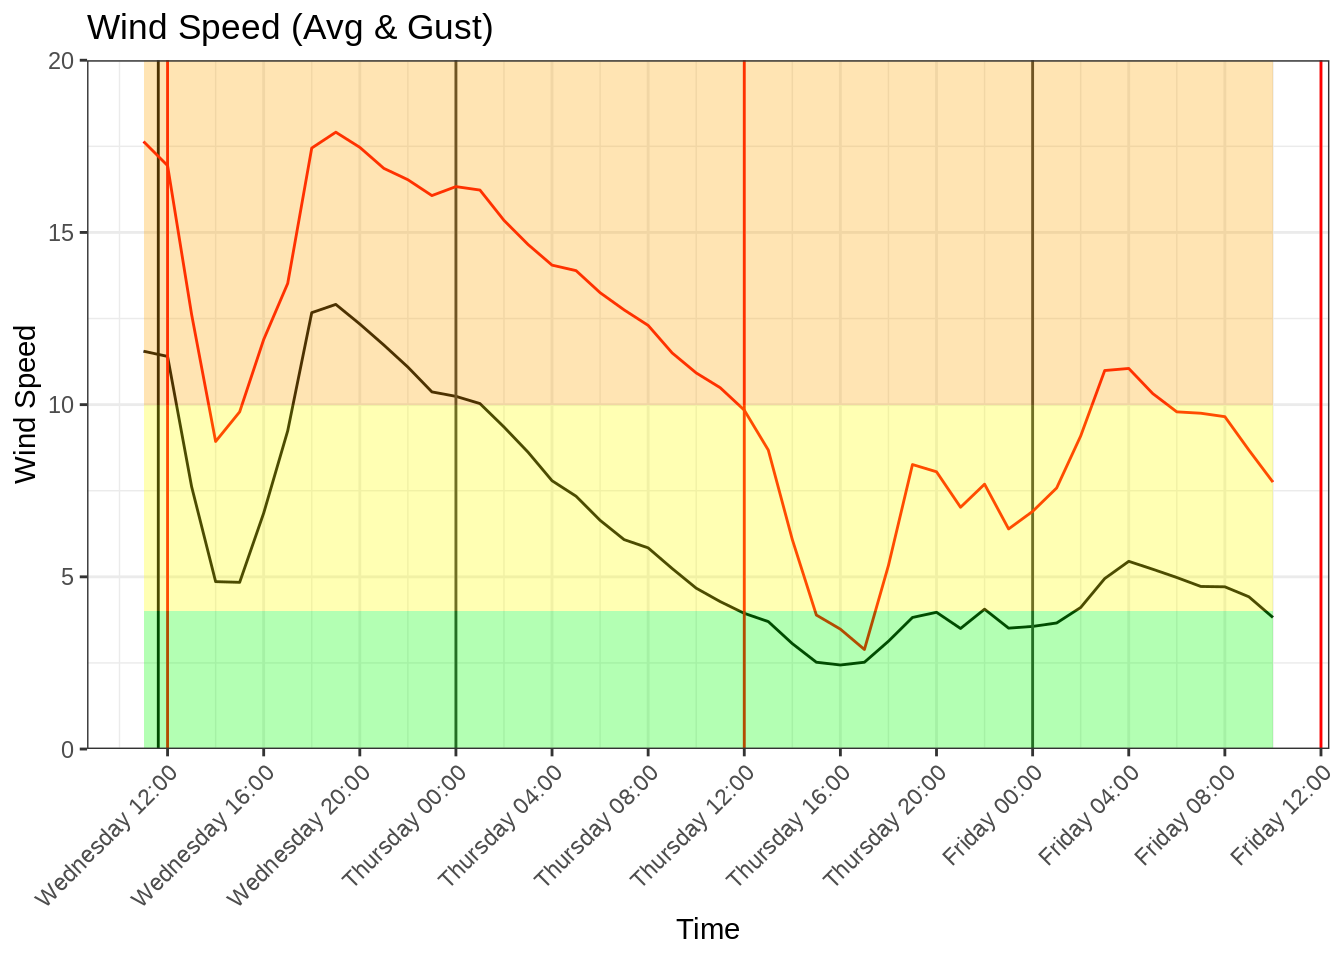 Wind Speed (Avg & Gust)
20
15
10
5
0
Wind Speed
Wednesday 12:00
Wednesday 16:00
Wednesday 20:00
Thursday 00:00
Thursday 04:00
Thursday 08:00
Thursday 12:00
Thursday 16:00
Thursday 20:00
Friday 00:00
Friday 04:00
Friday 08:00
Friday 12:00
Time